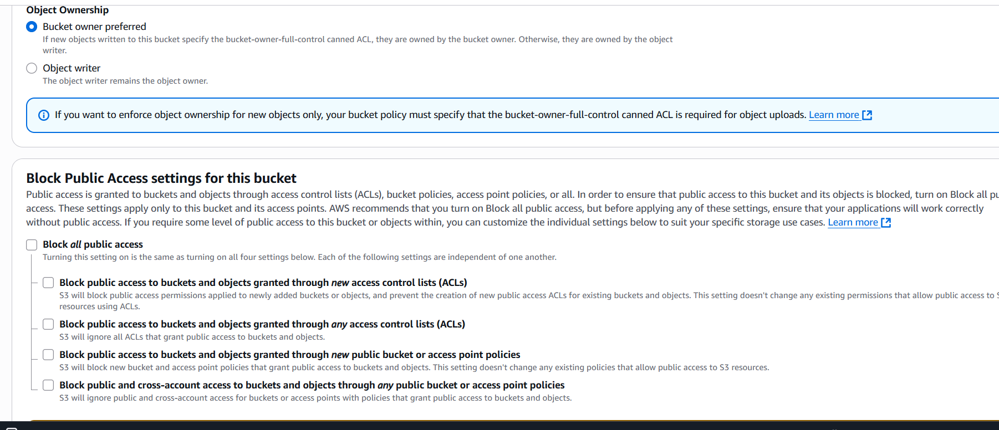 Object Ownership
Bucket owner preferred
If new objects written to this bucket specify the bucket-owner-full-control canned ACL, they are owned by the bucket owner. Otherwise, they are owned by the object
writer.
Object writer
The object writer remains the object owner.
If you want to enforce object ownership for new objects only, your bucket policy must specify that the bucket-owner-full-control canned ACL is required for object uploads. Learn more
Block Public Access settings for this bucket
Public access is granted to buckets and objects through access control lists (ACLs), bucket policies, access point policies, or all. In order to ensure that public access to this bucket and its objects is blocked, turn on Block all
access. These settings apply only to this bucket and its access points. AWS recommends that you turn on Block all public access, but before applying any of these settings, ensure that your applications will work correctly
without public access. If you require some level of public access to this bucket or objects within, you can customize the individual settings below to suit your specific storage use cases. Learn more
Block all public access
Turning this setting on is the same as turning on all four settings below. Each of the following settings are independent of one another.
Block public access to buckets and objects granted through new access control lists (ACLs)
S3 will block public access permissions applied to newly added buckets or objects, and prevent the creation of new public access ACLs for existing buckets and objects. This setting doesn't change any existing permissions that allow public access to
resources using ACLs.
Block public access to buckets and objects granted through any access control lists (ACLs)
S3 will ignore all ACLs that grant public access to buckets and objects.
Block public access to buckets and objects granted through new public bucket or access point policies
S3 will block new bucket and access point policies that grant public access to buckets and objects. This setting doesn't change any existing policies that allow public access to S3 resources.
Block public and cross-account access to buckets and objects through any public bucket or access point policies
S3 will ignore public and cross-account access for buckets or access points with policies that grant public access to buckets and objects.